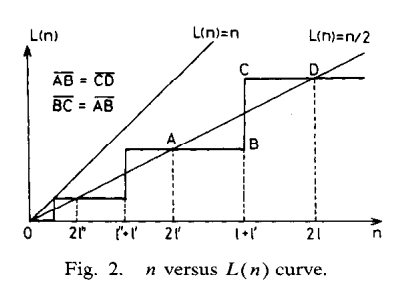 L(n)
L(n)=n
L(n)=n/2
AB = CD
BC = AB
C
D
A
B
0
2l"
l"+l'
2l'
l+l'
2l
n
Fig. 2. n versus L(n) curve.